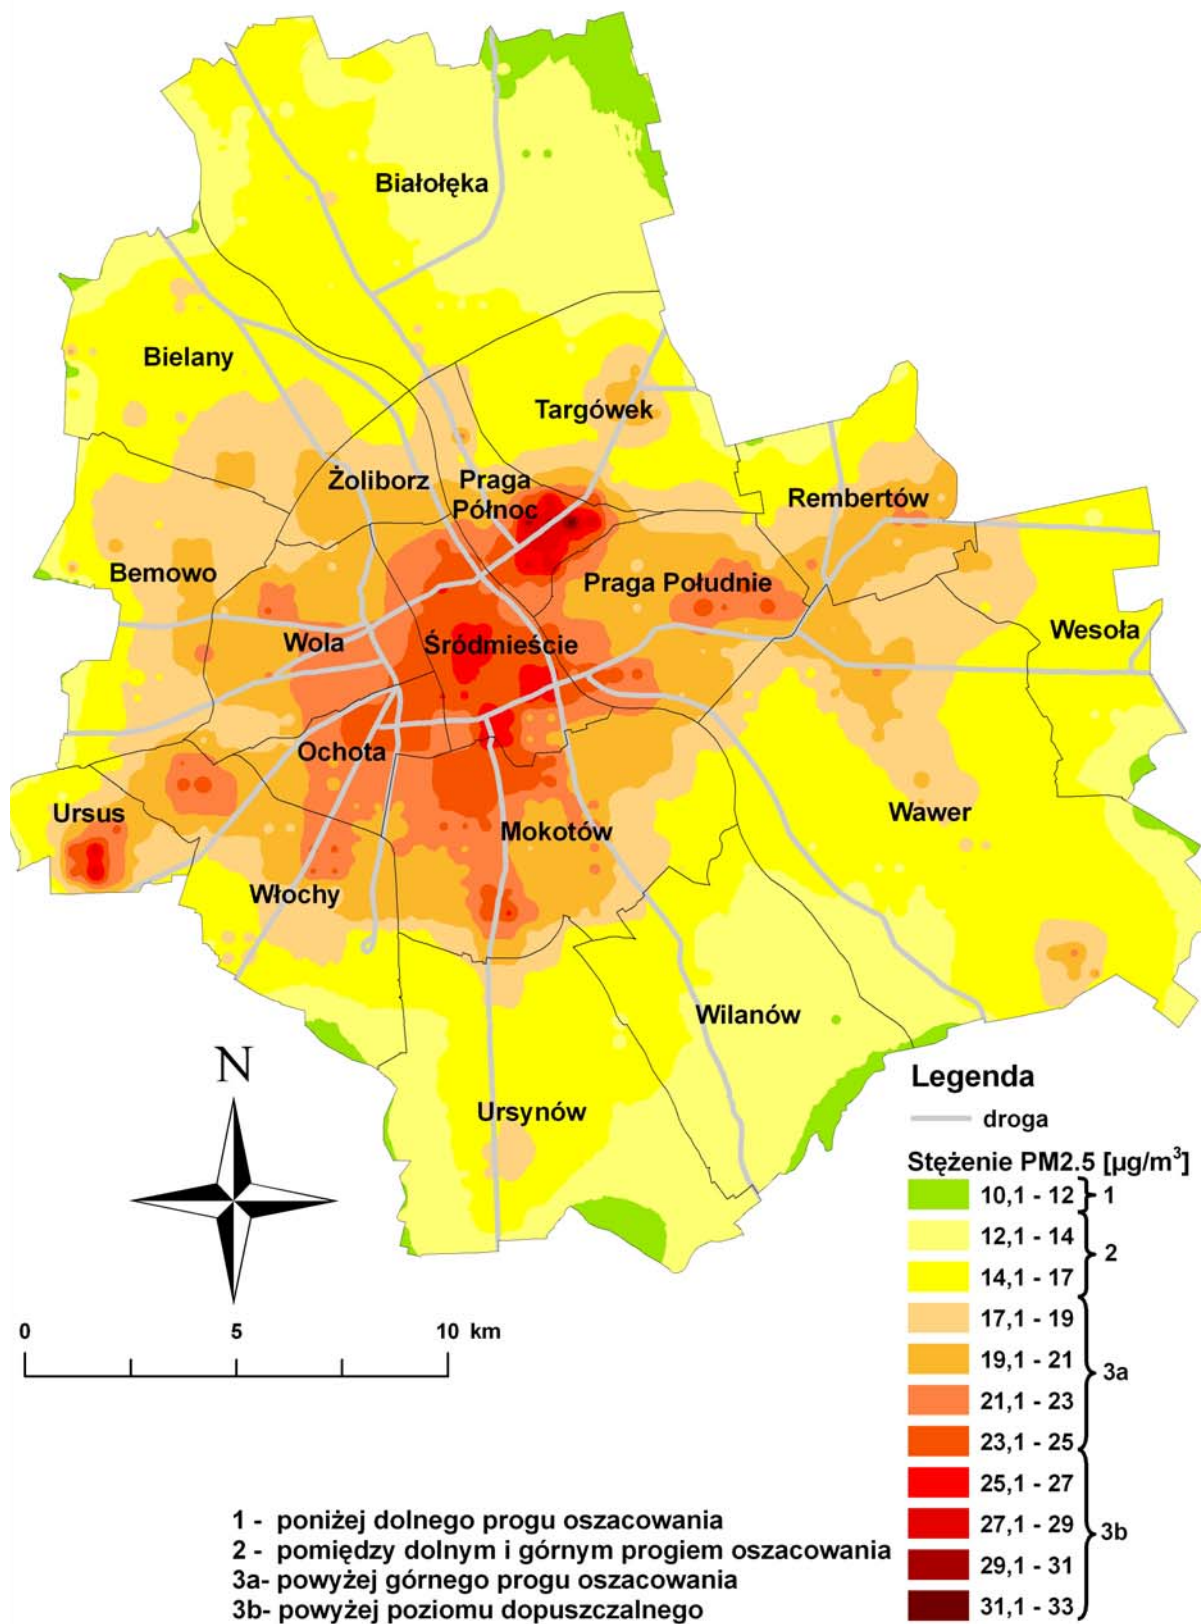 Białołęka
Bielany
Targówek
Żoliborz
Praga
Północ
Rembertów
Bemowo
Praga Południe
Wola
Śródmieście
Wesoła
Ochota
Ursus
Mokotów
Wawer
Włochy
Wilanów
N
Ursynów
Legenda
droga
Stężenie PM2.5 [µg/m³]
10,1 - 12 1
12,1 - 14
2
14,1 - 17
17,1 - 19
19,1 - 21
3a
21,1 - 23
23,1 - 25
25,1 - 27
27,1 - 29
3b
29,1 - 31
31,1 - 33
0 5 10 km
1 - poniżej dolnego progu oszacowania
2 - pomiędzy dolnym i górnym progiem oszacowania
3a- powyżej górnego progu oszacowania
3b- powyżej poziomu dopuszczalnego